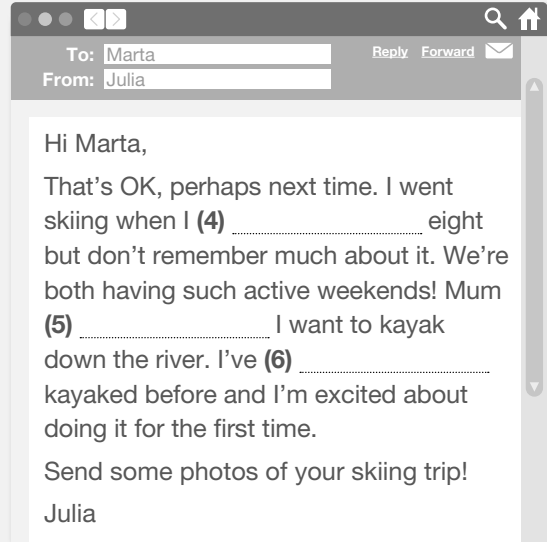 To: Marta
Reply Forward
From: Julia
Hi Marta,
That's OK, perhaps next time. I went
skiing when I (4) eight
but don't remember much about it. We're
both having such active weekends! Mum
(5) I want to kayak
down the river. I've (6)
kayaked before and I'm excited about
doing it for the first time.
Send some photos of your skiing trip!
Julia